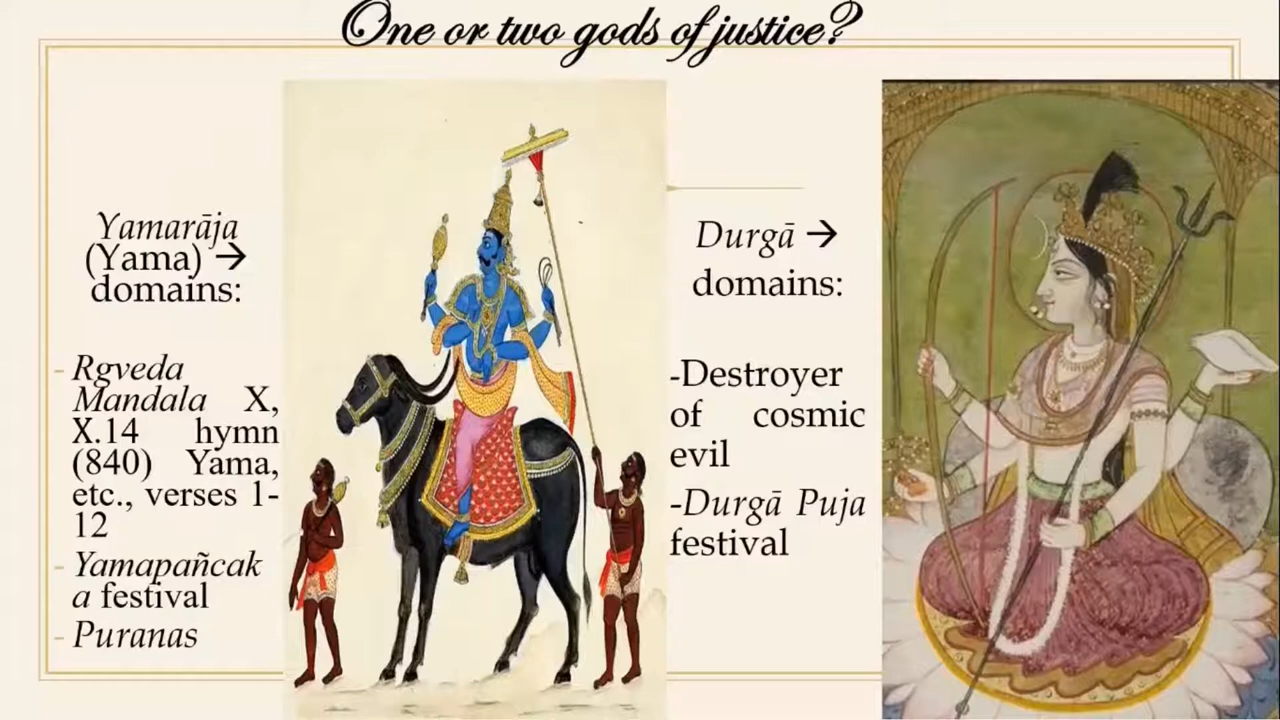 One or two gods of justice?
Yamarāja
(Yama) →
domains:
- Rgveda
Mandala X,
X.14 hymn
(840) Yama,
etc., verses 1-
12
- Yamapañcak
a festival
- Puranas
Durgā →
domains:
-Destroyer
of cosmic
evil
-Durgā Puja
festival